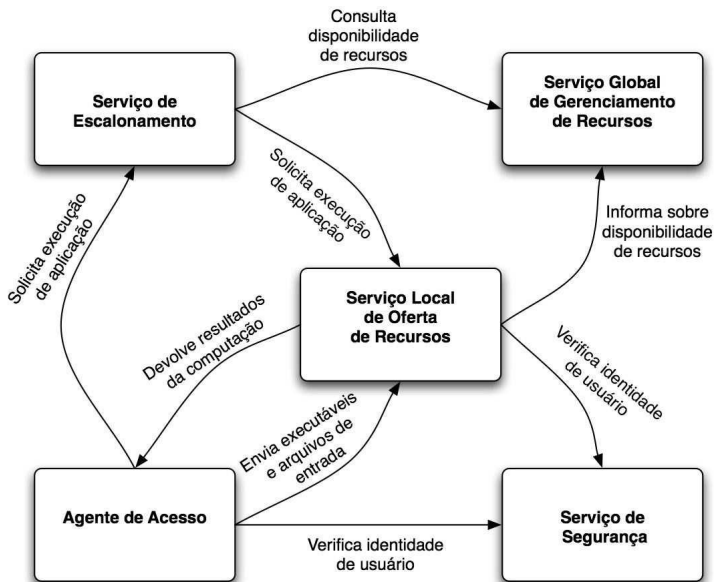 Consulta
disponibilidade
de recursos
Serviço de
Escalonamento
Serviço Global
de Gerenciamento
de Recursos
Solicita execução
de aplicação
Solicita execução
de aplicação
Informa sobre
disponibilidade
de recursos
Serviço Local
de Oferta
de Recursos
Devolve resultados
da computação
Verifica identidade
de usuário
Envia executáveis
e arquivos de
entrada
Agente de Acesso
Serviço de
Segurança
Verifica identidade
de usuário